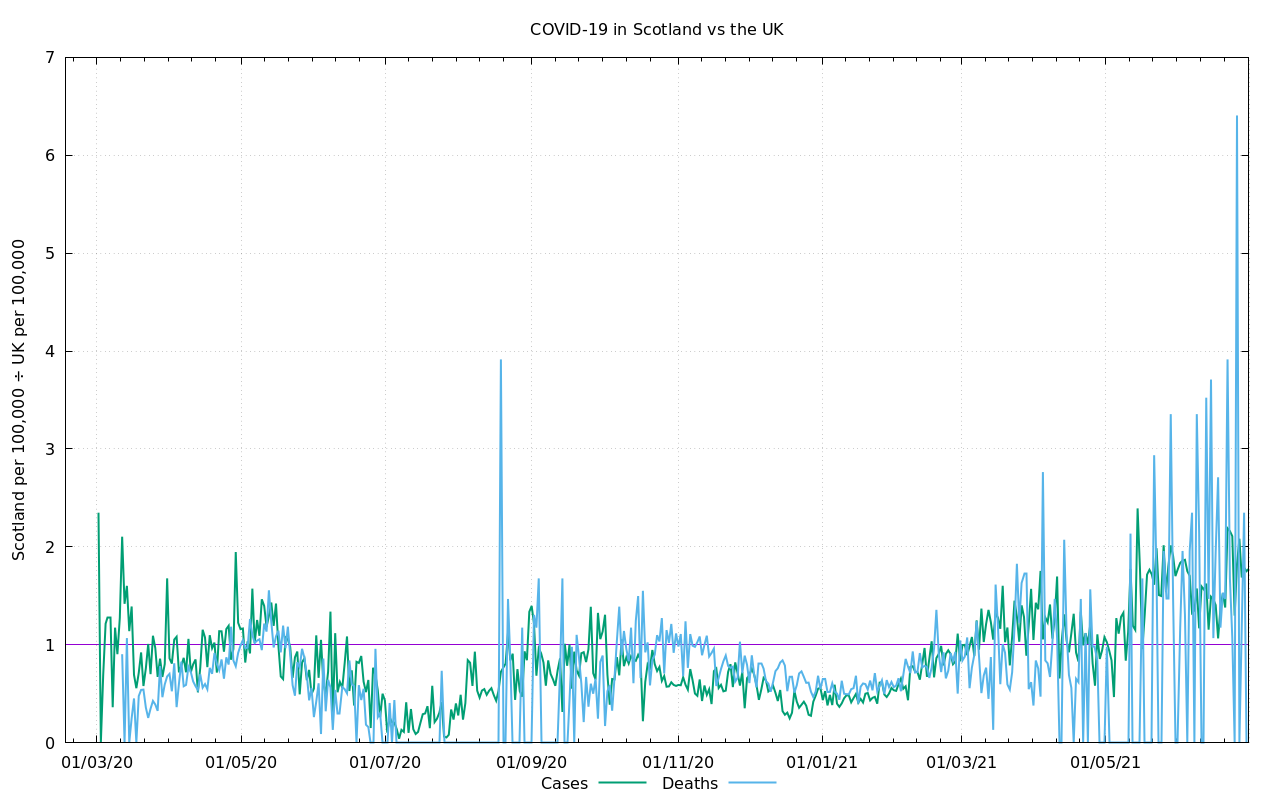 COVID-19 in Scotland vs the UK
Scotland per 100,000 ÷ UK per 100,000
7
6
5
4
3
2
1
0
01/03/20 01/05/20 01/07/20 01/09/20 01/11/20 01/01/21 01/03/21 01/05/21
Cases Deaths